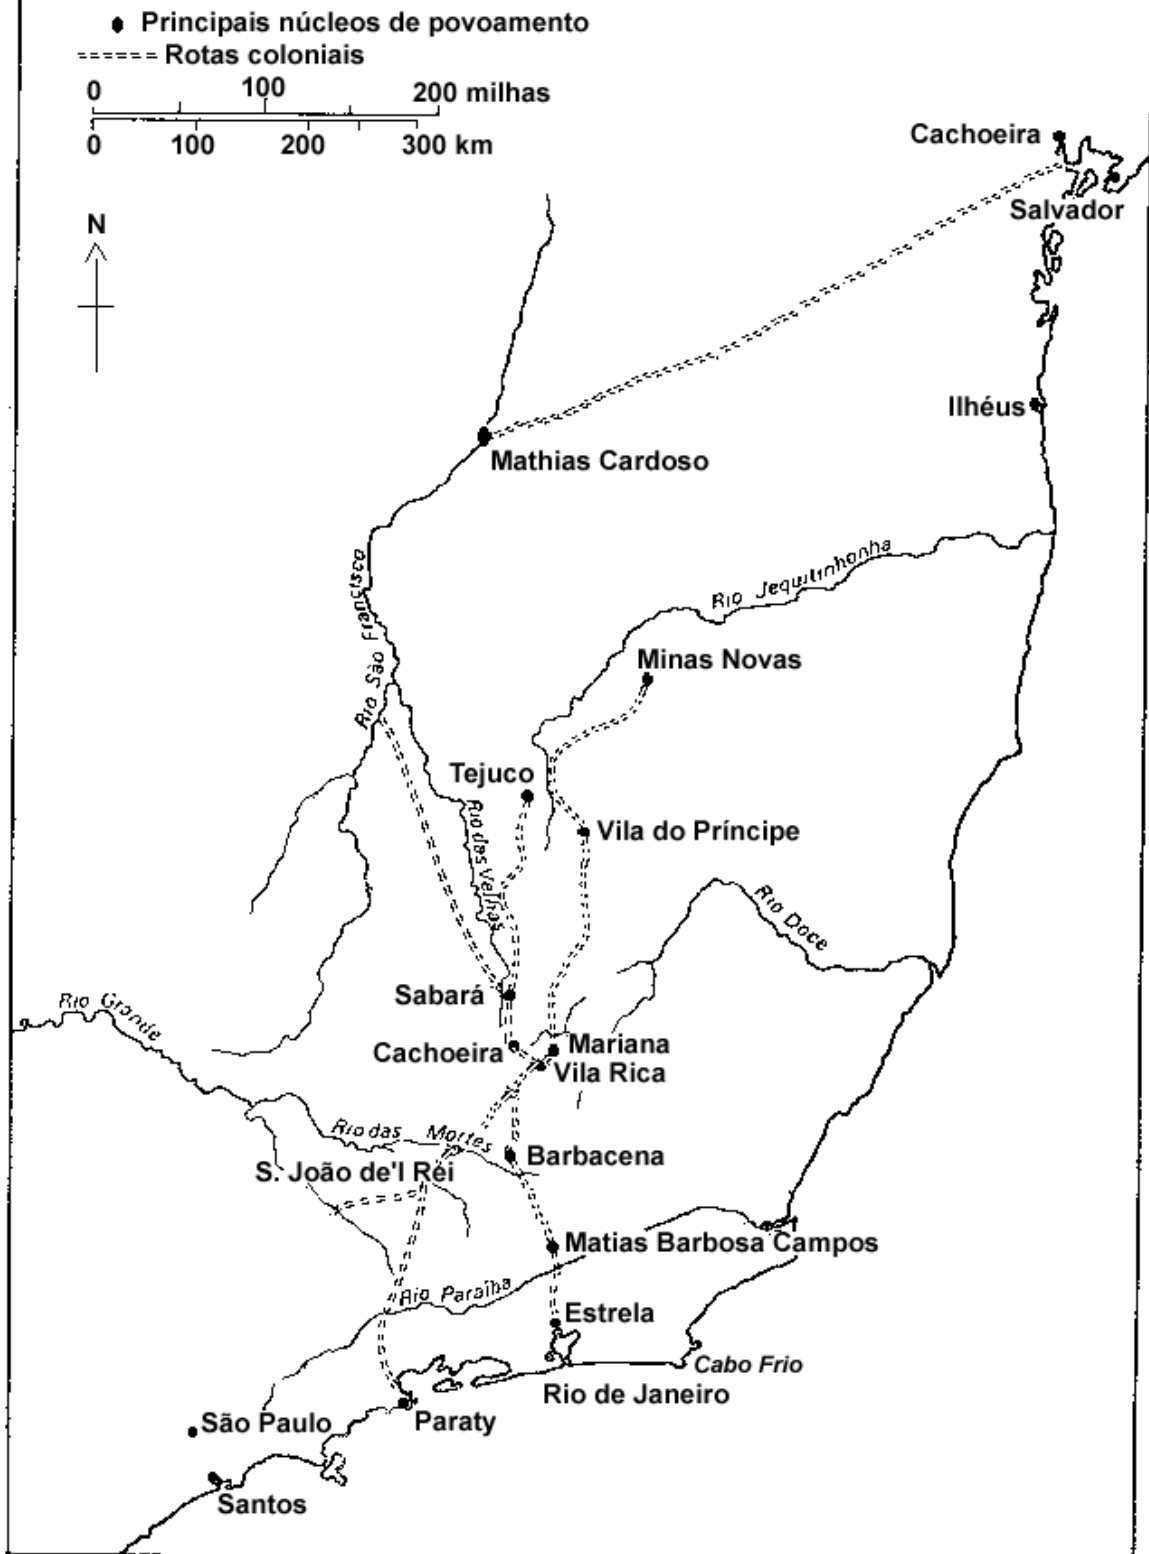 Principais núcleos de povoamento
Rotas coloniais
0 100 200 milhas
0 100 200 300 km
N
Cachoeira
Salvador
Ilhéus
Mathias Cardoso
Rio São Francisco
Rio Jequitinhonha
Minas Novas
Tejuco
Rio das Velhas
Vila do Príncipe
Rio Doce
Sabará
Rio Grande
Cachoeira
Mariana
Vila Rica
Rio das Mortes
Barbacena
S. João de'l Réi
Matias Barbosa Campos
Rio Paraíba
Estrela
Cabo Frio
Rio de Janeiro
São Paulo
Paraty
Santos